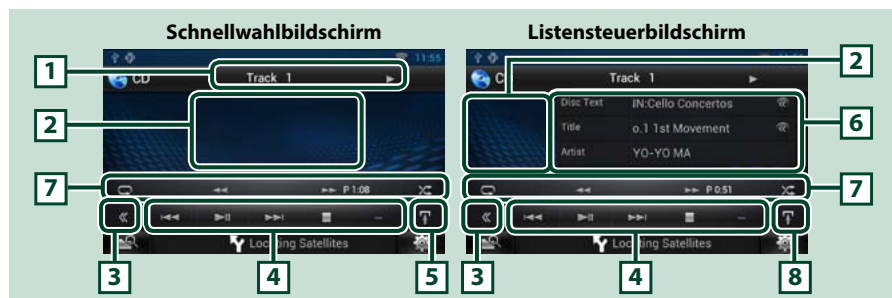 Schnellwahlbildschirm
Listensteuerbildschirm
1
2
7
3
4
5
11:55
CD
Track 1
P 1:08
Locating Satellites
2
6
7
3
4
8
Track 1
Disc Text IN:Cello Concertos
Title o.1 1st Movement
Artist YO-YO MA
P 0:51
Locating Satellites